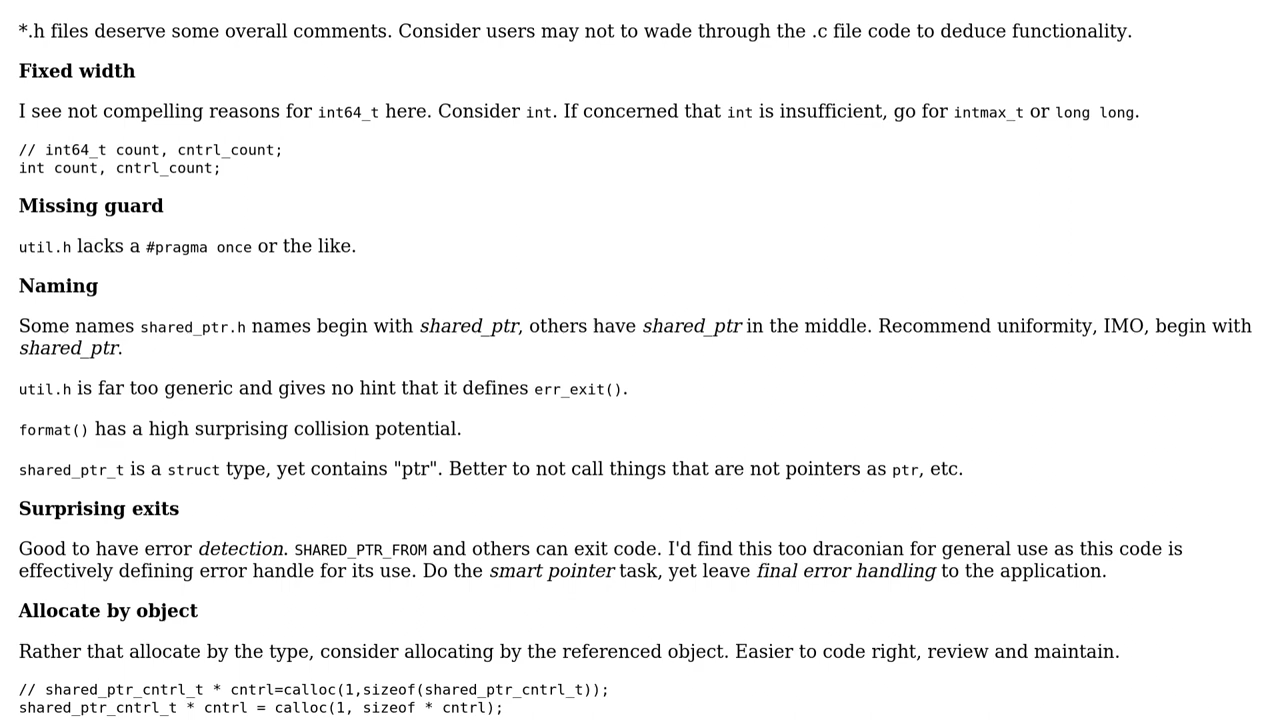 *.h files deserve some overall comments. Consider users may not to wade through the .c file code to deduce functionality.
Fixed width
I see not compelling reasons for int64_t here. Consider int. If concerned that int is insufficient, go for intmax_t or long long.
// int64_t count, cntrl_count;
int count, cntrl_count;
Missing guard
util.h lacks a #pragma once or the like.
Naming
Some names shared_ptr.h names begin with shared_ptr, others have shared_ptr in the middle. Recommend uniformity, IMO, begin with
shared_ptr.
util.h is far too generic and gives no hint that it defines err_exit().
format() has a high surprising collision potential.
shared_ptr_t is a struct type, yet contains "ptr". Better to not call things that are not pointers as ptr, etc.
Surprising exits
Good to have error detection. SHARED_PTR_FROM and others can exit code. I'd find this too draconian for general use as this code is
effectively defining error handle for its use. Do the smart pointer task, yet leave final error handling to the application.
Allocate by object
Rather that allocate by the type, consider allocating by the referenced object. Easier to code right, review and maintain.
// shared_ptr_cntrl_t * cntrl=calloc(1,sizeof(shared_ptr_cntrl_t));
shared_ptr_cntrl_t * cntrl = calloc(1, sizeof * cntrl);